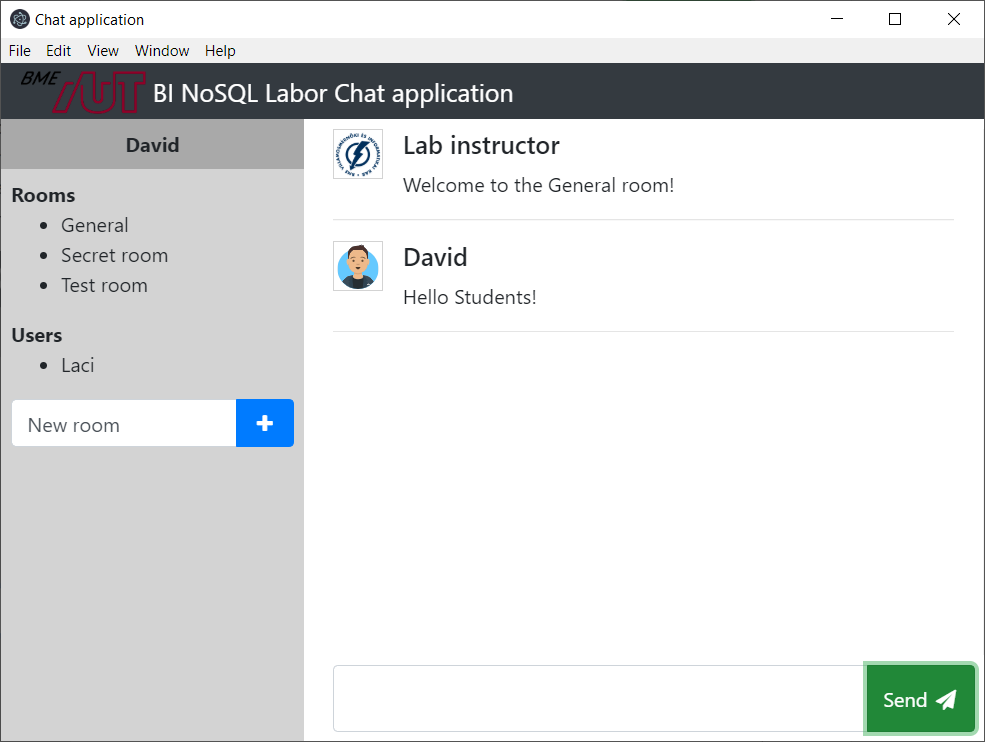 Chat application
File Edit View Window Help
BME /UT BI NoSQL Labor Chat application
David
Rooms
General
Secret room
Test room
Users
Laci
New room
Lab instructor
Welcome to the General room!
David
Hello Students!
Send